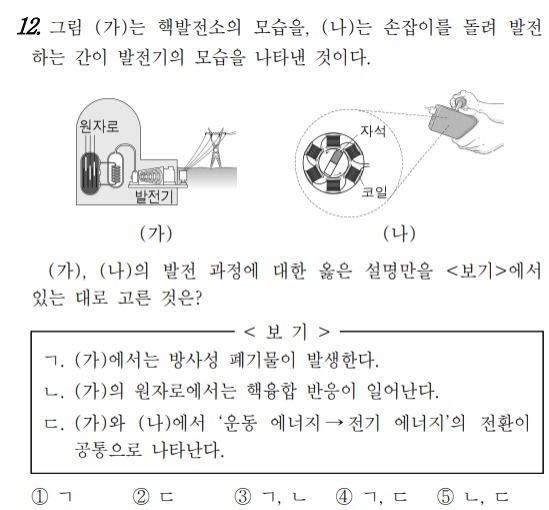 12. 그림 (가)는 핵발전소의 모습을, (나)는 손잡이를 돌려 발전
하는 간이 발전기의 모습을 나타낸 것이다.
원자로
발전기
자석
코일
(가)
(나)
(가), (나)의 발전 과정에 대한 옳은 설명만을 <보기>에서
있는 대로 고른 것은?
< 보 기 >
ㄱ. (가)에서는 방사성 폐기물이 발생한다.
ㄴ. (가)의 원자로에서는 핵융합 반응이 일어난다.
ㄷ. (가)와 (나)에서 ‘운동 에너지 → 전기 에너지’의 전환이
공통으로 나타난다.
① ㄱ ② ㄷ ③ ㄱ, ㄴ ④ ㄱ, ㄷ ⑤ ㄴ, ㄷ